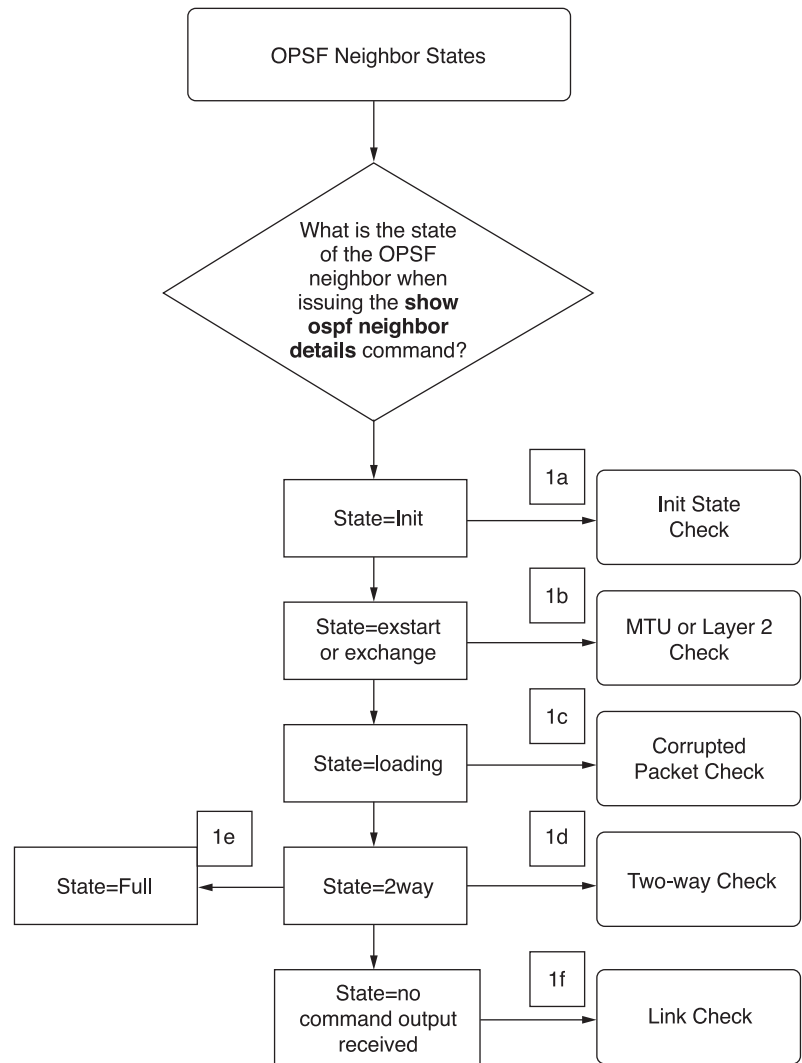 OPSF Neighbor States
What is the state
of the OPSF
neighbor when
issuing the show
ospf neighbor
details command?
1a
State=Init
Init State
Check
1b
State=exstart
or exchange
MTU or Layer 2
Check
1c
State=loading
Corrupted
Packet Check
1e
1d
State=Full
State=2way
Two-way Check
1f
State=no
command output
received
Link Check